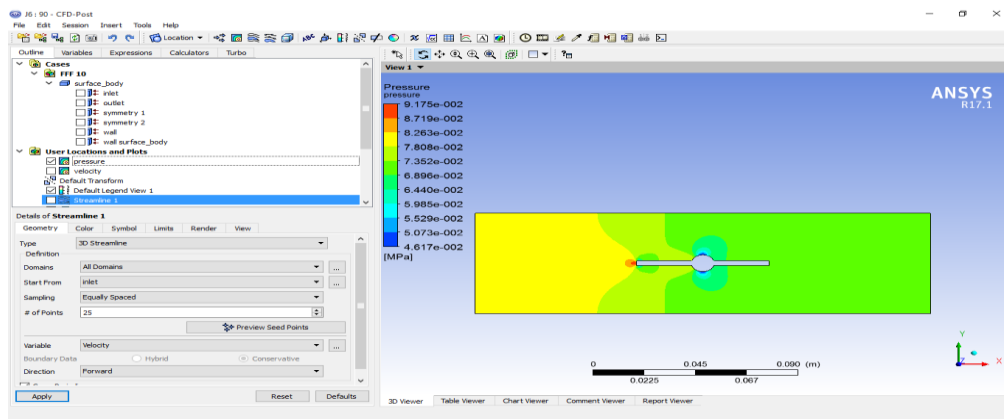 J6 : 90 - CFD-Post
File Edit Session Insert Tools Help
Location
Outline Variables Expressions Calculators Turbo
Cases
FFF 10
surface_body
inlet
outlet
symmetry 1
symmetry 2
wall
wall surface_body
User Locations and Plots
pressure
velocity
Default Transform
Default Legend View 1
Streamline 1
Details of Streamline 1
Geometry Color Symbol Limits Render View
Type 3D Streamline
Definition
Domains All Domains ...
Start From inlet ...
Sampling Equally Spaced
# of Points 25
Preview Seed Points
Variable Velocity ...
Boundary Data Hybrid Conservative
Direction Forward
Apply Reset Defaults
View 1
Pressure
pressure
9.175e-002
8.719e-002
8.263e-002
7.808e-002
7.352e-002
6.896e-002
6.440e-002
5.985e-002
5.529e-002
5.073e-002
4.617e-002
[MPa]
ANSYS
R17.1
0 0.045 0.090 (m)
0.0225 0.067
Y
Z X
3D Viewer Table Viewer Chart Viewer Comment Viewer Report Viewer